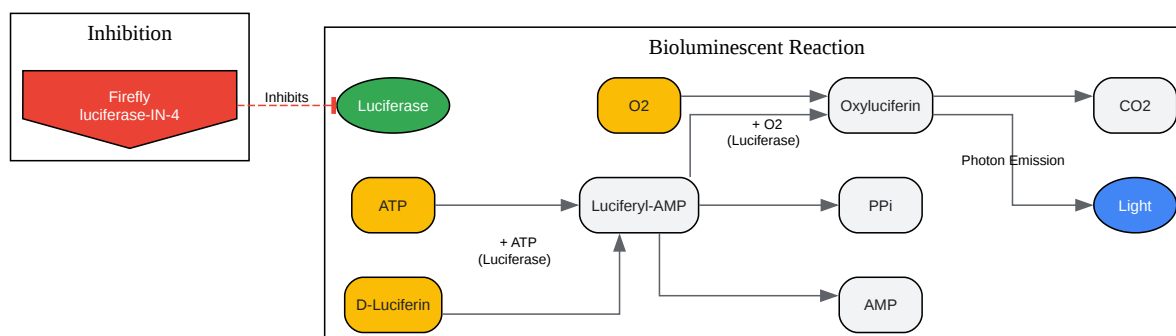 Inhibition
Firefly
luciferase-IN-4
Inhibits
Bioluminescent Reaction
Luciferase
O2
Oxyluciferin
CO2
+ O2
(Luciferase)
Photon Emission
ATP
Luciferyl-AMP
PPi
Light
+ ATP
(Luciferase)
D-Luciferin
AMP